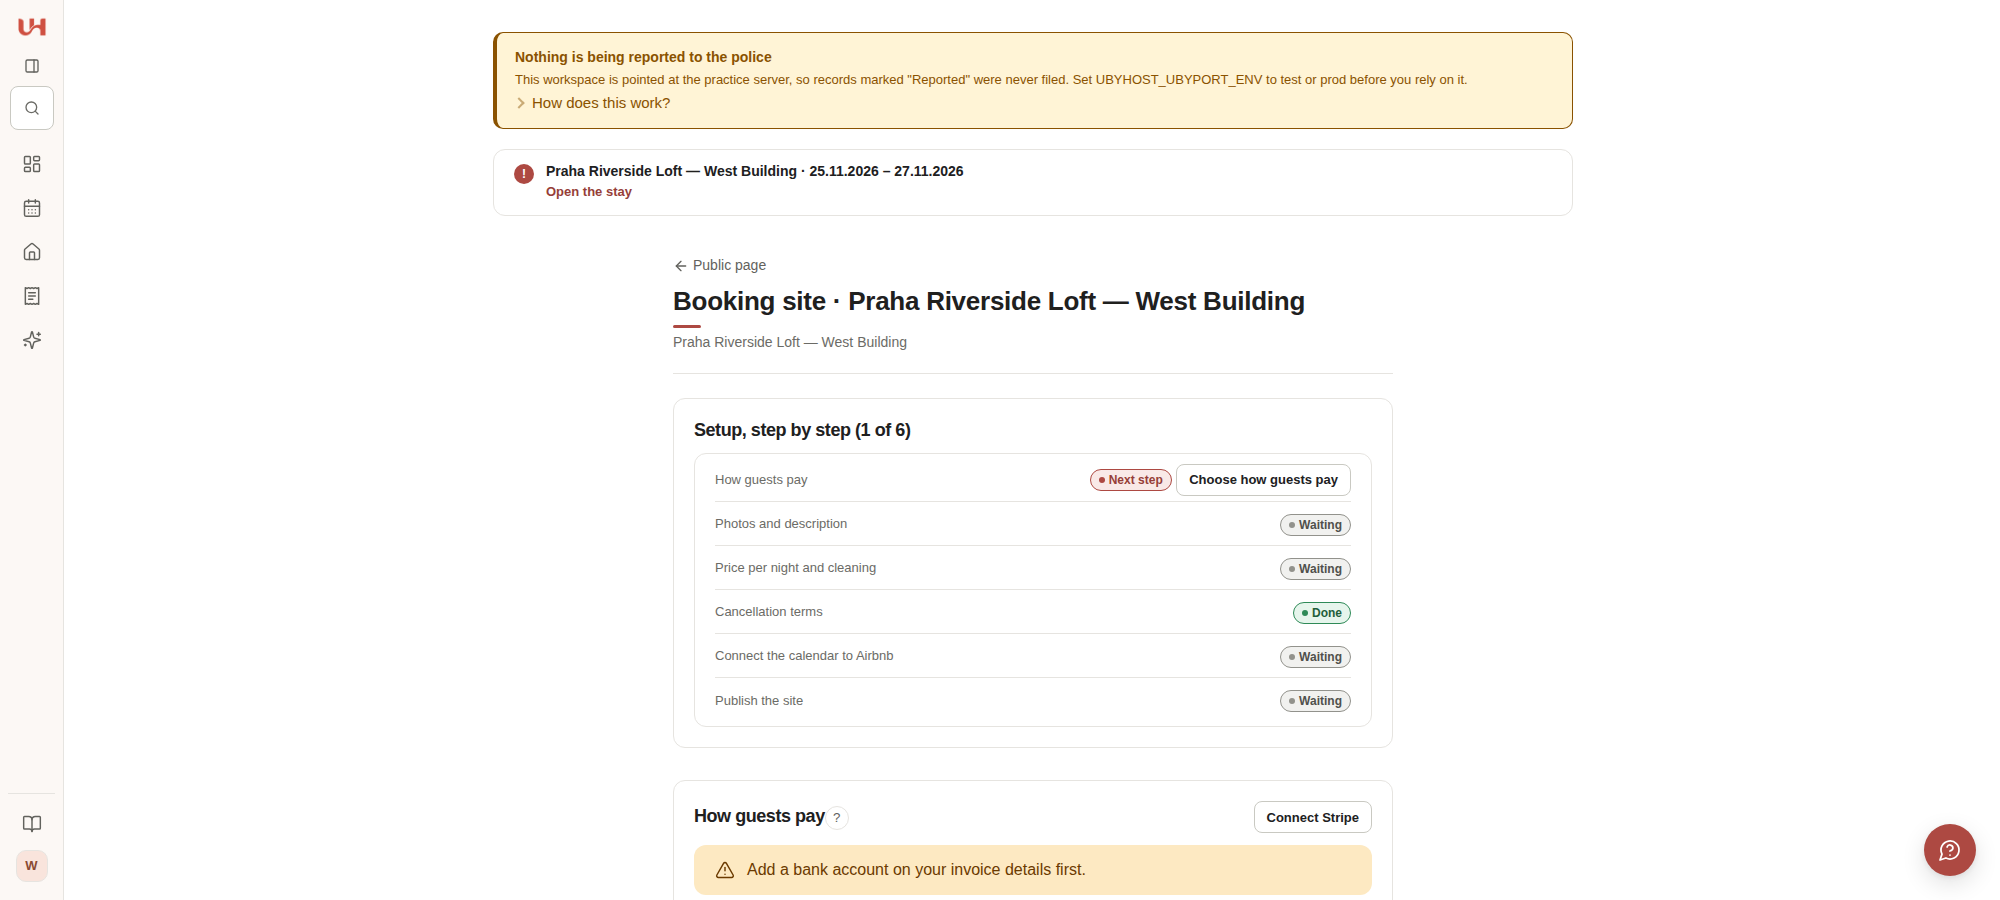 Nothing is being reported to the police
This workspace is pointed at the practice server, so records marked "Reported" were never filed. Set UBYHOST_UBYPORT_ENV to test or prod before you rely on it.
How does this work?
!
Praha Riverside Loft — West Building · 25.11.2026 – 27.11.2026
Open the stay
Public page
Booking site · Praha Riverside Loft — West Building
Praha Riverside Loft — West Building
Setup, step by step (1 of 6)
How guests pay
Next step
Choose how guests pay
Photos and description
Waiting
Price per night and cleaning
Waiting
Cancellation terms
Done
Connect the calendar to Airbnb
Waiting
Publish the site
Waiting
How guests pay
?
Connect Stripe
Add a bank account on your invoice details first.
W